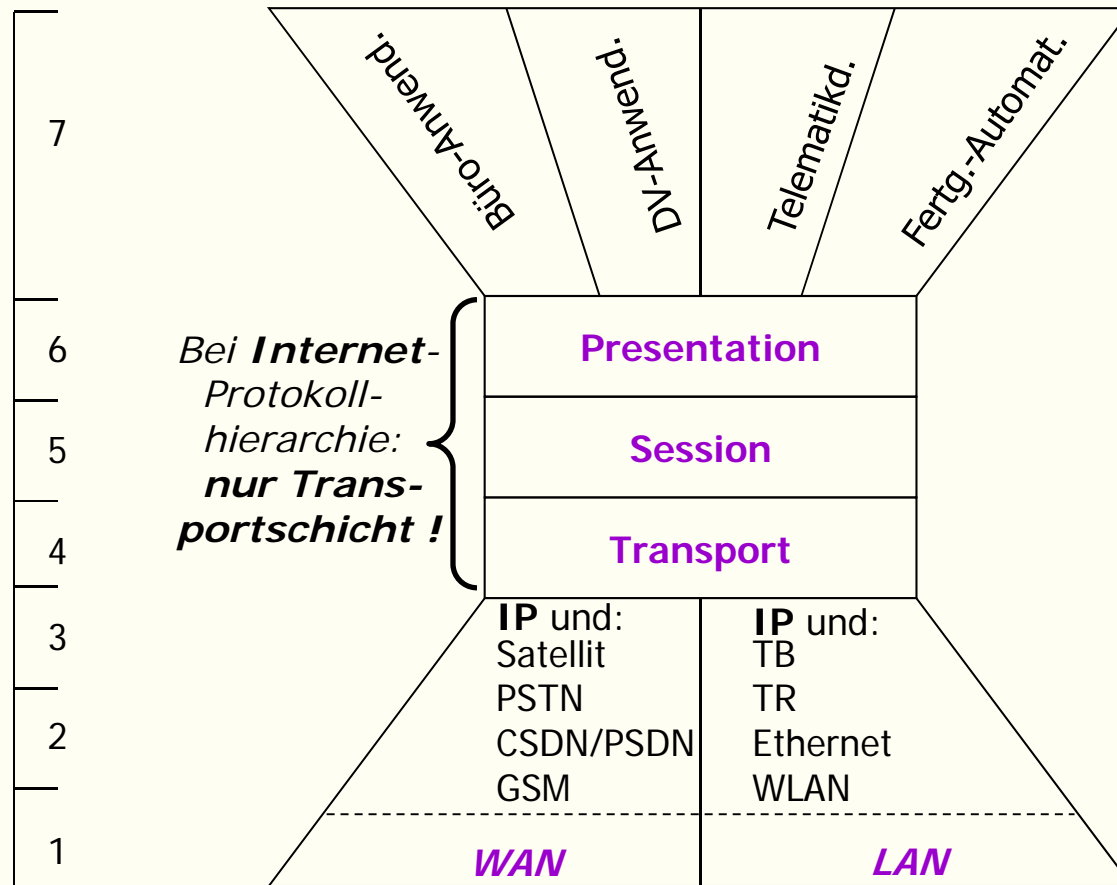 7
Büro-Anwend.
DV-Anwend.
Telematikd.
Fertg.-Automat.
6
Presentation
5
Session
4
Transport
Bei Internet-
Protokoll-
hierarchie:
nur Trans-
portschicht !
3
2
1
IP und:
Satellit
PSTN
CSDN/PSDN
GSM
WAN
IP und:
TB
TR
Ethernet
WLAN
LAN